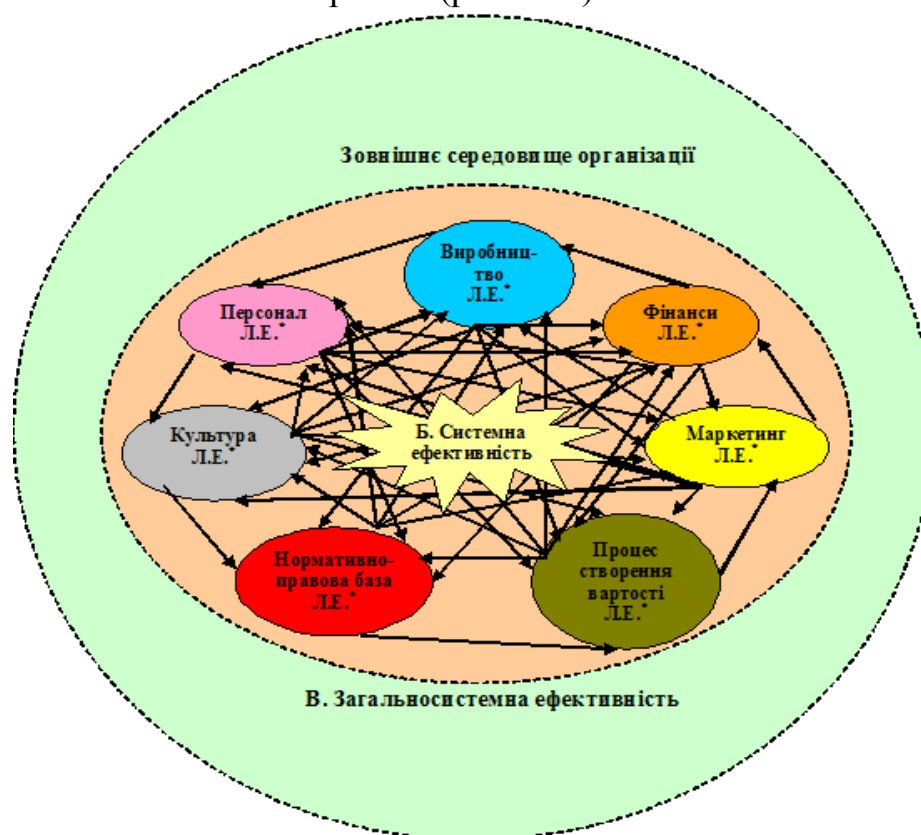 Зовнішнє середовище організації
Виробниц-
тво
Л.Е.*
Персонал
Л.Е.*
Фінанси
Л.Е.*
Культура
Л.Е.*
Б. Системна
ефективність
Маркетинг
Л.Е.*
Нормативно-
правова база
Л.Е.*
Процес
створення
вартості
Л.Е.*
В. Загальносистемна ефективність